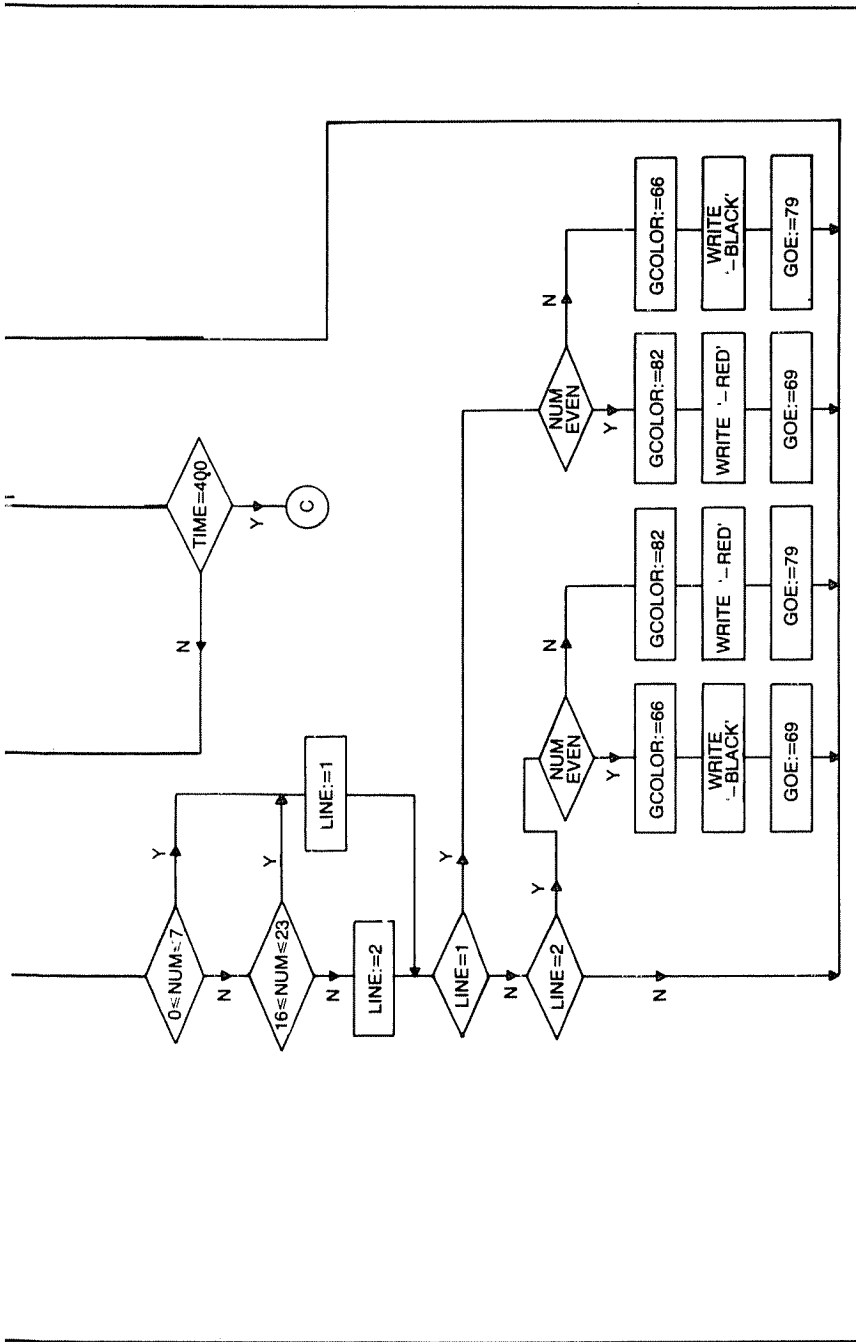 TIME=400
N
Y
C
0≤NUM≤7
Y
N
16≤NUM≤23
Y
N
LINE:=1
LINE:=2
LINE=1
Y
N
LINE=2
Y
N
NUM
EVEN
N
Y
NUM
EVEN
N
Y
GCOLOR:=66
GCOLOR:=82
GCOLOR:=82
GCOLOR:=66
WRITE
'–BLACK'
WRITE '–RED'
WRITE '–RED'
WRITE
'–BLACK'
GOE:=69
GOE:=79
GOE:=69
GOE:=79